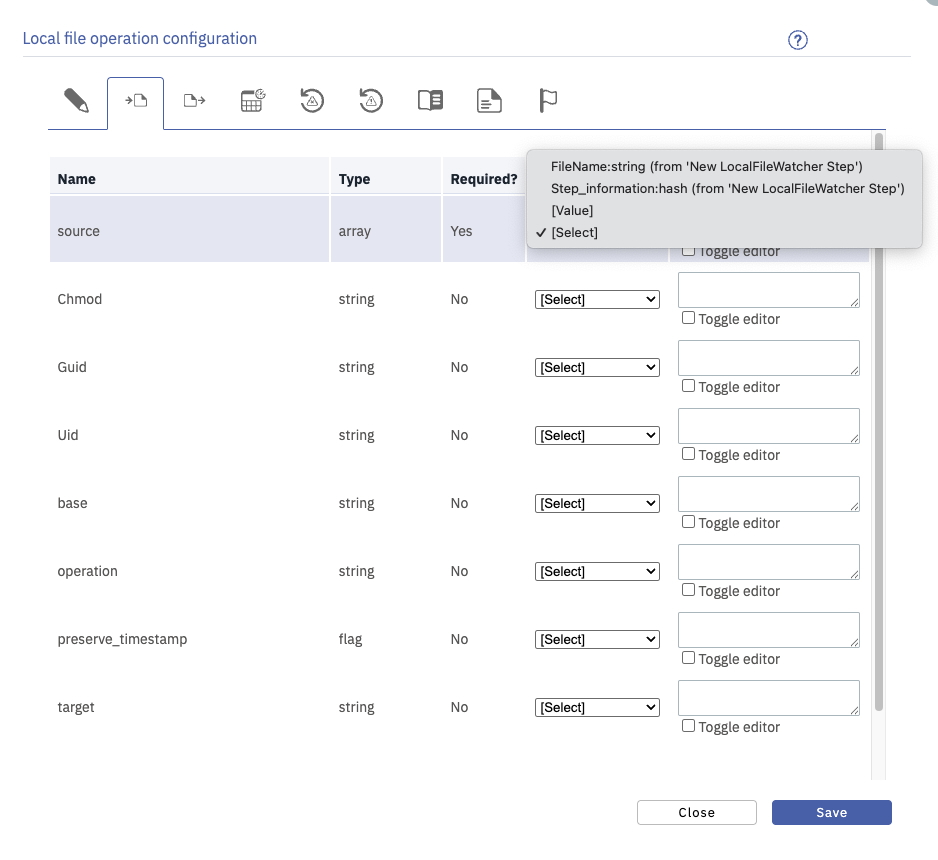 Local file operation configuration
?
Name Type Required?
FileName:string (from 'New LocalFileWatcher Step')
Step_information:hash (from 'New LocalFileWatcher Step')
[Value]
✓ [Select]
source array Yes
Toggle editor
Chmod string No [Select]
Toggle editor
Guid string No [Select]
Toggle editor
Uid string No [Select]
Toggle editor
base string No [Select]
Toggle editor
operation string No [Select]
Toggle editor
preserve_timestamp flag No [Select]
Toggle editor
target string No [Select]
Toggle editor
Close Save